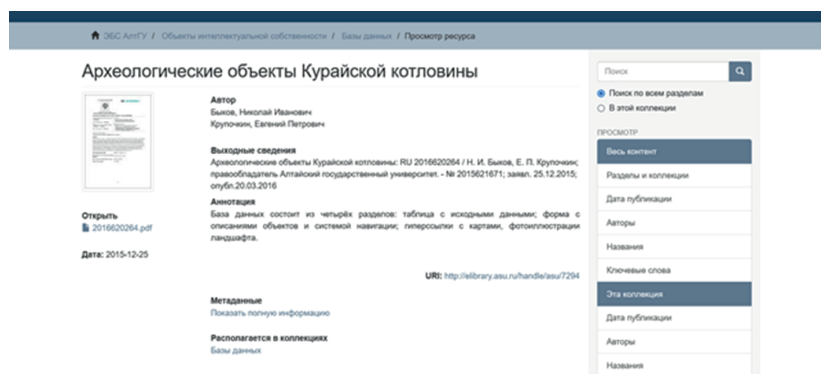 ЭБС АлтГУ / Объекты интеллектуальной собственности / Базы данных / Просмотр ресурса
Археологические объекты Курайской котловины
Автор
Быков, Николай Иванович
Крупочкин, Евгений Петрович
Выходные сведения
Археологические объекты Курайской котловины: RU 2016620264 / Н. И. Быков, Е. П. Крупочкин;
правообладатель Алтайский государственный университет. - № 2015621671; заявл. 25.12.2015;
опубл.20.03.2016
Аннотация
База данных состоит из четырёх разделов: таблица с исходными данными; форма с
описаниями объектов и системой навигации; гиперссылки с картами, фотоиллюстрации
ландшафта.
Открыть
2016620264.pdf
Дата: 2015-12-25
URI: http://elibrary.asu.ru/handle/asu/7294
Метаданные
Показать полную информацию
Располагается в коллекциях
Базы данных
Поиск
Поиск по всем разделам
В этой коллекции
ПРОСМОТР
Весь контент
Разделы и коллекции
Дата публикации
Авторы
Названия
Ключевые слова
Эта коллекция
Дата публикации
Авторы
Названия